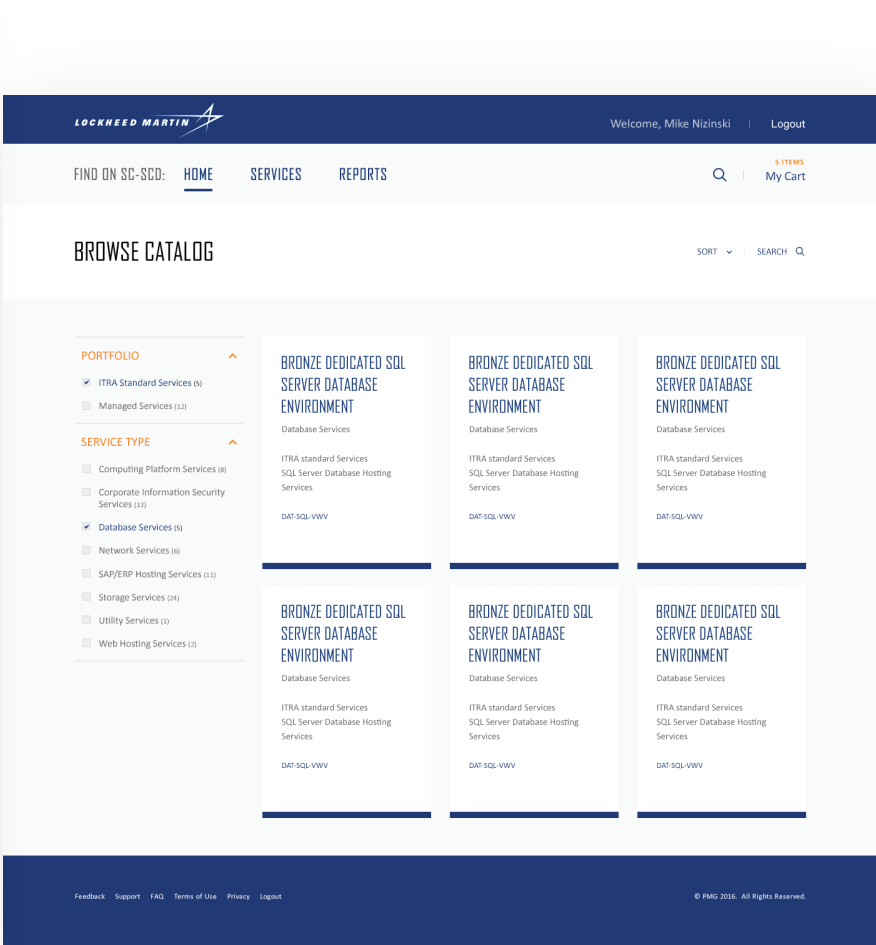 LOCKHEED MARTIN
Welcome, Mike Nizinski
Logout
FIND ON SC-SCD:
HOME
SERVICES
REPORTS
5 ITEMS
My Cart
BROWSE CATALOG
SORT
SEARCH
PORTFOLIO
ITRA Standard Services (5)
Managed Services (12)
SERVICE TYPE
Computing Platform Services (8)
Corporate Information Security
Services (12)
Database Services (5)
Network Services (6)
SAP/ERP Hosting Services (11)
Storage Services (24)
Utility Services (1)
Web Hosting Services (2)
BRONZE DEDICATED SQL
SERVER DATABASE
ENVIRONMENT
Database Services
ITRA standard Services
SQL Server Database Hosting
Services
DAT-SQL-VWV
BRONZE DEDICATED SQL
SERVER DATABASE
ENVIRONMENT
Database Services
ITRA standard Services
SQL Server Database Hosting
Services
DAT-SQL-VWV
BRONZE DEDICATED SQL
SERVER DATABASE
ENVIRONMENT
Database Services
ITRA standard Services
SQL Server Database Hosting
Services
DAT-SQL-VWV
BRONZE DEDICATED SQL
SERVER DATABASE
ENVIRONMENT
Database Services
ITRA standard Services
SQL Server Database Hosting
Services
DAT-SQL-VWV
BRONZE DEDICATED SQL
SERVER DATABASE
ENVIRONMENT
Database Services
ITRA standard Services
SQL Server Database Hosting
Services
DAT-SQL-VWV
BRONZE DEDICATED SQL
SERVER DATABASE
ENVIRONMENT
Database Services
ITRA standard Services
SQL Server Database Hosting
Services
DAT-SQL-VWV
Feedback Support FAQ Terms of Use Privacy Logout
© PMG 2016. All Rights Reserved.